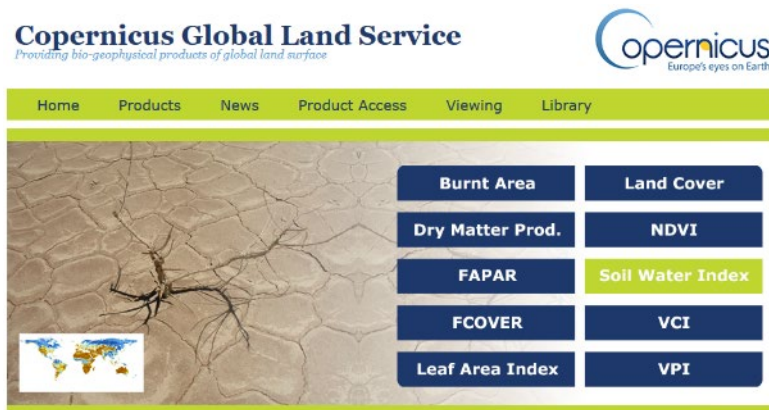 Copernicus Global Land Service
Providing bio-geophysical products of global land surface
opernicus
Europe's eyes on Earth
Home Products News Product Access Viewing Library
Burnt Area Land Cover
Dry Matter Prod. NDVI
FAPAR Soil Water Index
FCOVER VCI
Leaf Area Index VPI